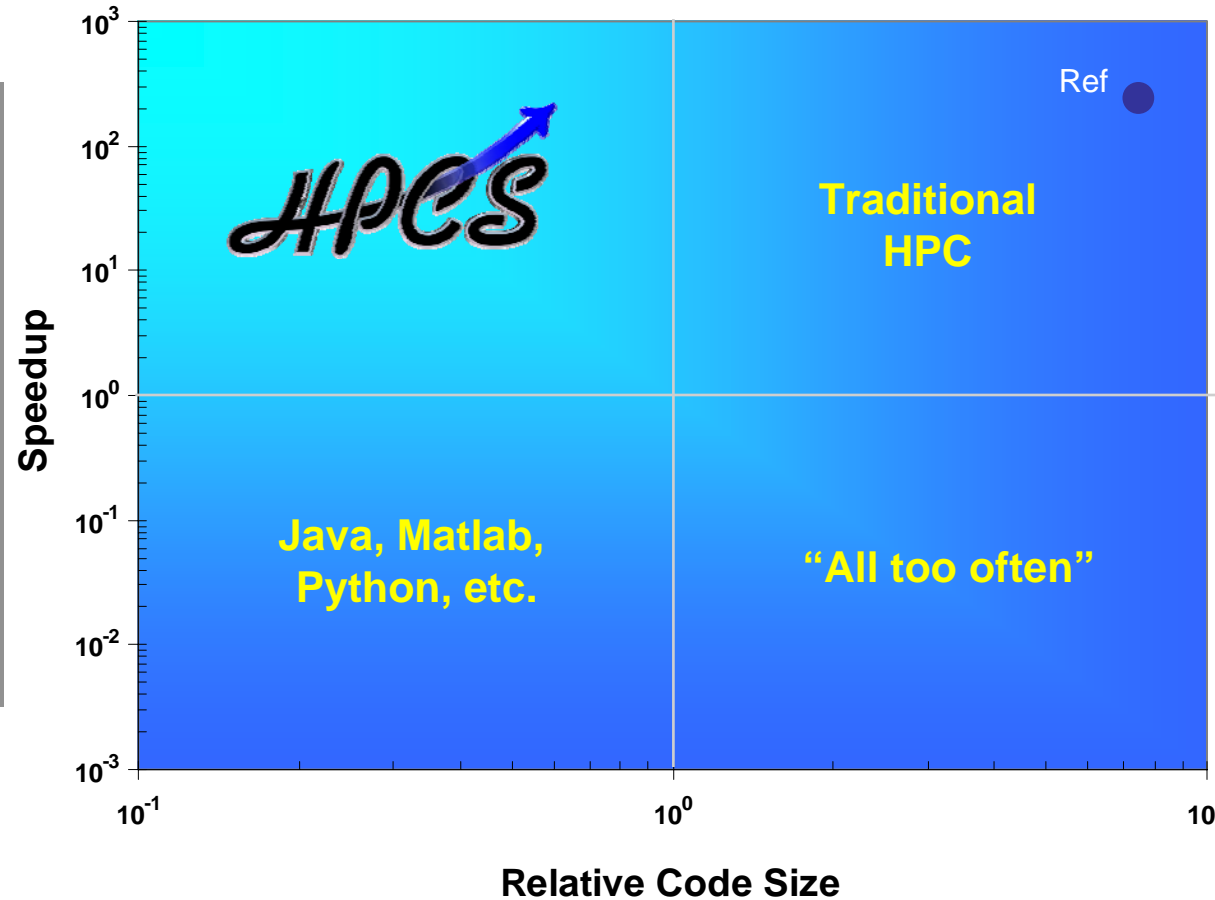 10³
Ref
10²
HPCS
Traditional
HPC
10¹
Speedup
10⁰
10⁻¹
Java, Matlab,
Python, etc.
“All too often”
10⁻²
10⁻³
10⁻¹
10⁰
10
Relative Code Size